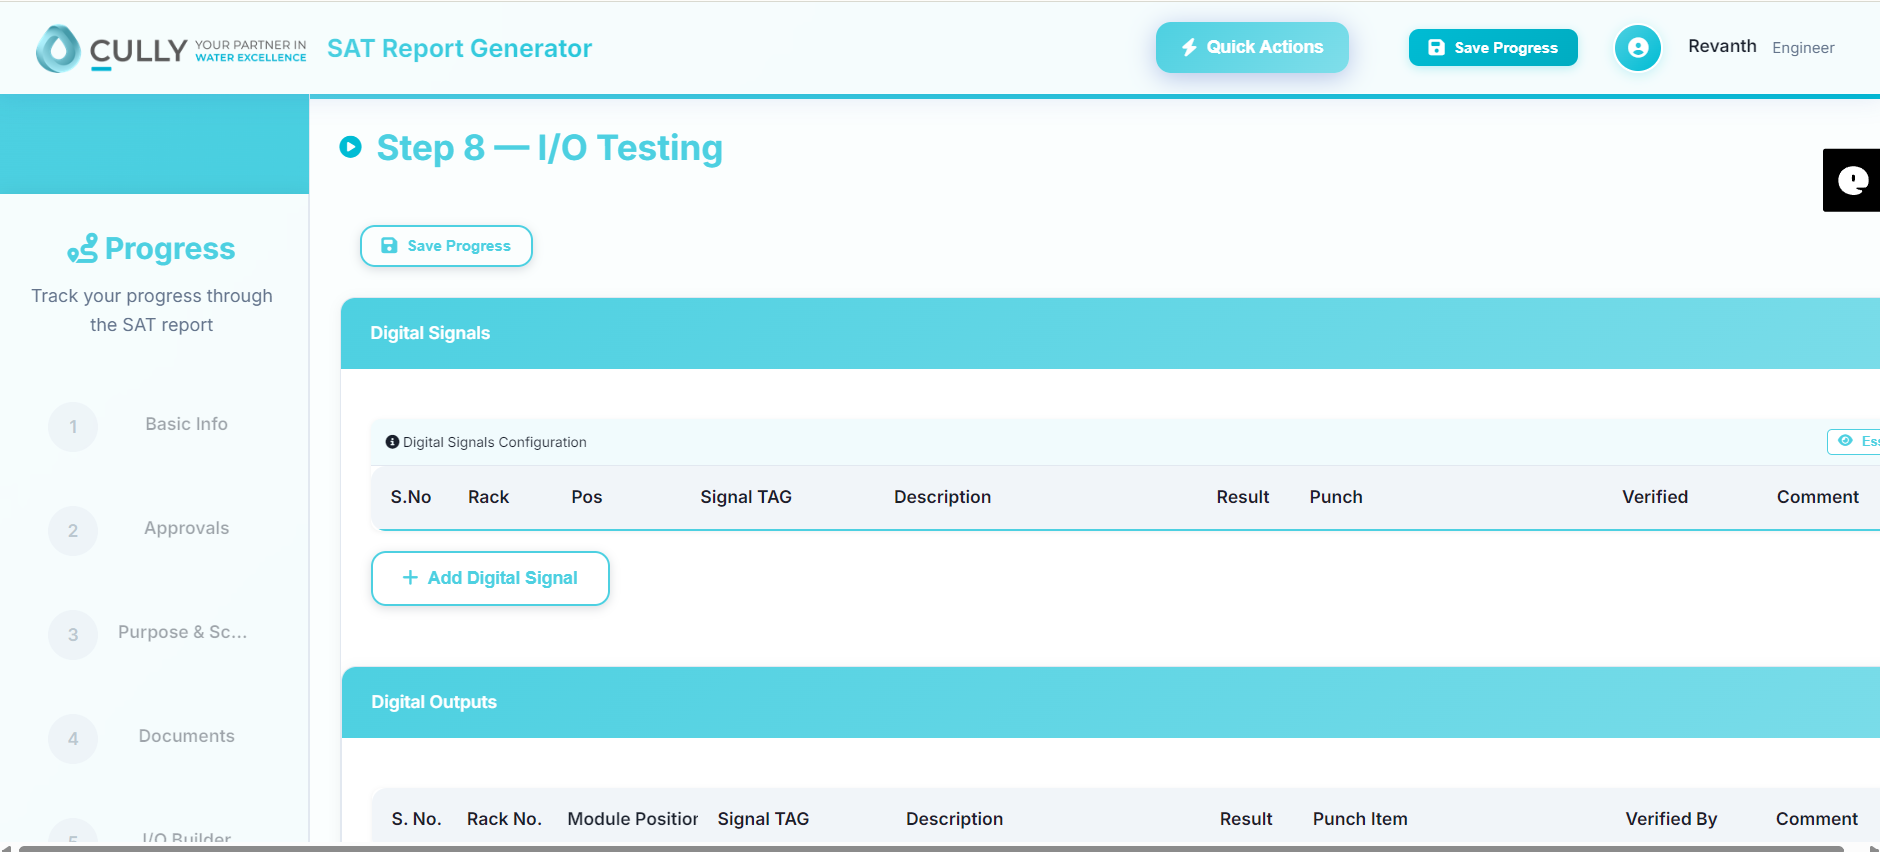 CULLY
YOUR PARTNER IN
WATER EXCELLENCE
SAT Report Generator
Quick Actions
Save Progress
Revanth
Engineer
Step 8 — I/O Testing
Save Progress
Progress
Track your progress through
the SAT report
1
Basic Info
2
Approvals
3
Purpose & Sc...
4
Documents
5
I/O Builder
Digital Signals
Digital Signals Configuration
S.No Rack Pos Signal TAG Description Result Punch Verified Comment
+ Add Digital Signal
Digital Outputs
S. No. Rack No. Module Position Signal TAG Description Result Punch Item Verified By Comment